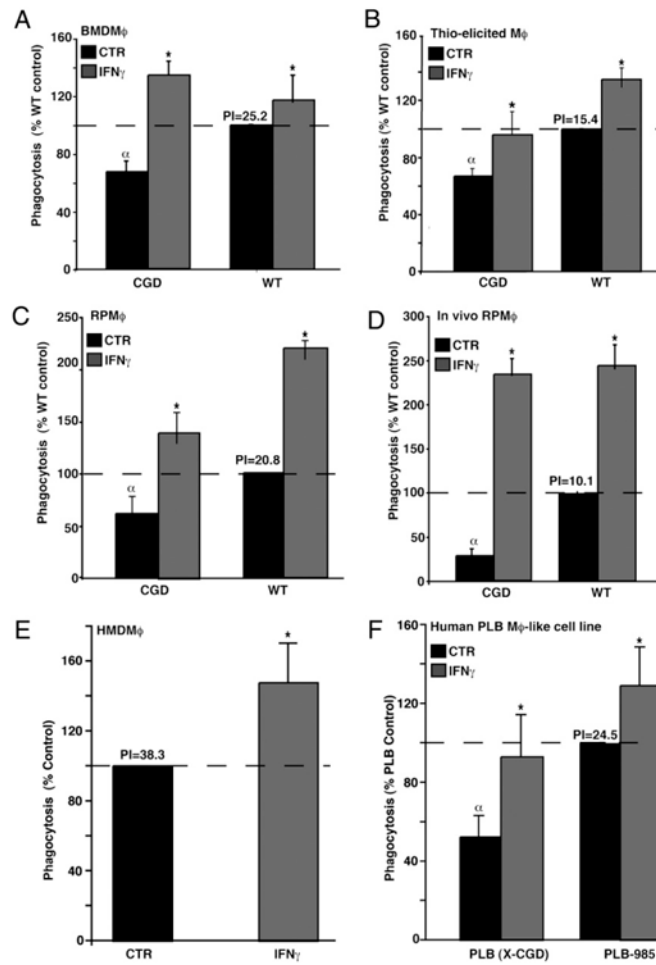 A
BMDMϕ
CTR
IFNγ
Phagocytosis (% WT control)
160
120
80
40
0
α
*
PI=25.2
*
CGD
WT
B
Thio-elicited Mϕ
CTR
IFNγ
Phagocytosis (% WT control)
160
120
80
40
0
α
*
PI=15.4
*
CGD
WT
C
RPMϕ
CTR
IFNγ
Phagocytosis (% WT control)
250
200
150
100
50
0
α
*
PI=20.8
*
CGD
WT
D
In vivo RPMϕ
CTR
IFNγ
Phagocytosis (% WT control)
300
250
200
150
100
50
0
α
*
PI=10.1
*
CGD
WT
E
HMDMϕ
Phagocytosis (% Control)
160
120
80
40
0
PI=38.3
*
CTR
IFNγ
F
Human PLB Mϕ-like cell line
CTR
IFNγ
Phagocytosis (% PLB Control)
160
120
80
40
0
α
*
PI=24.5
*
PLB (X-CGD)
PLB-985